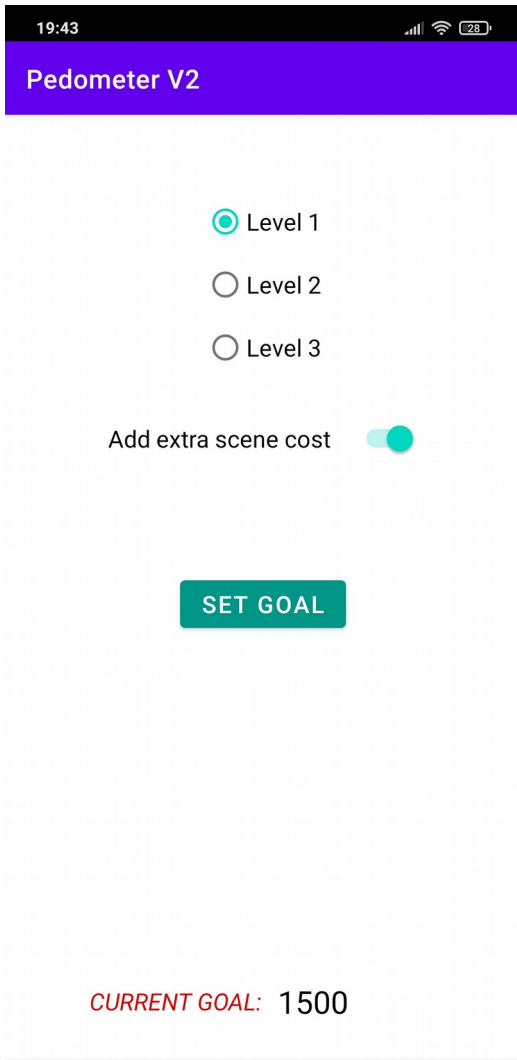 19:43
28
Pedometer V2
Level 1
Level 2
Level 3
Add extra scene cost
SET GOAL
CURRENT GOAL: 1500